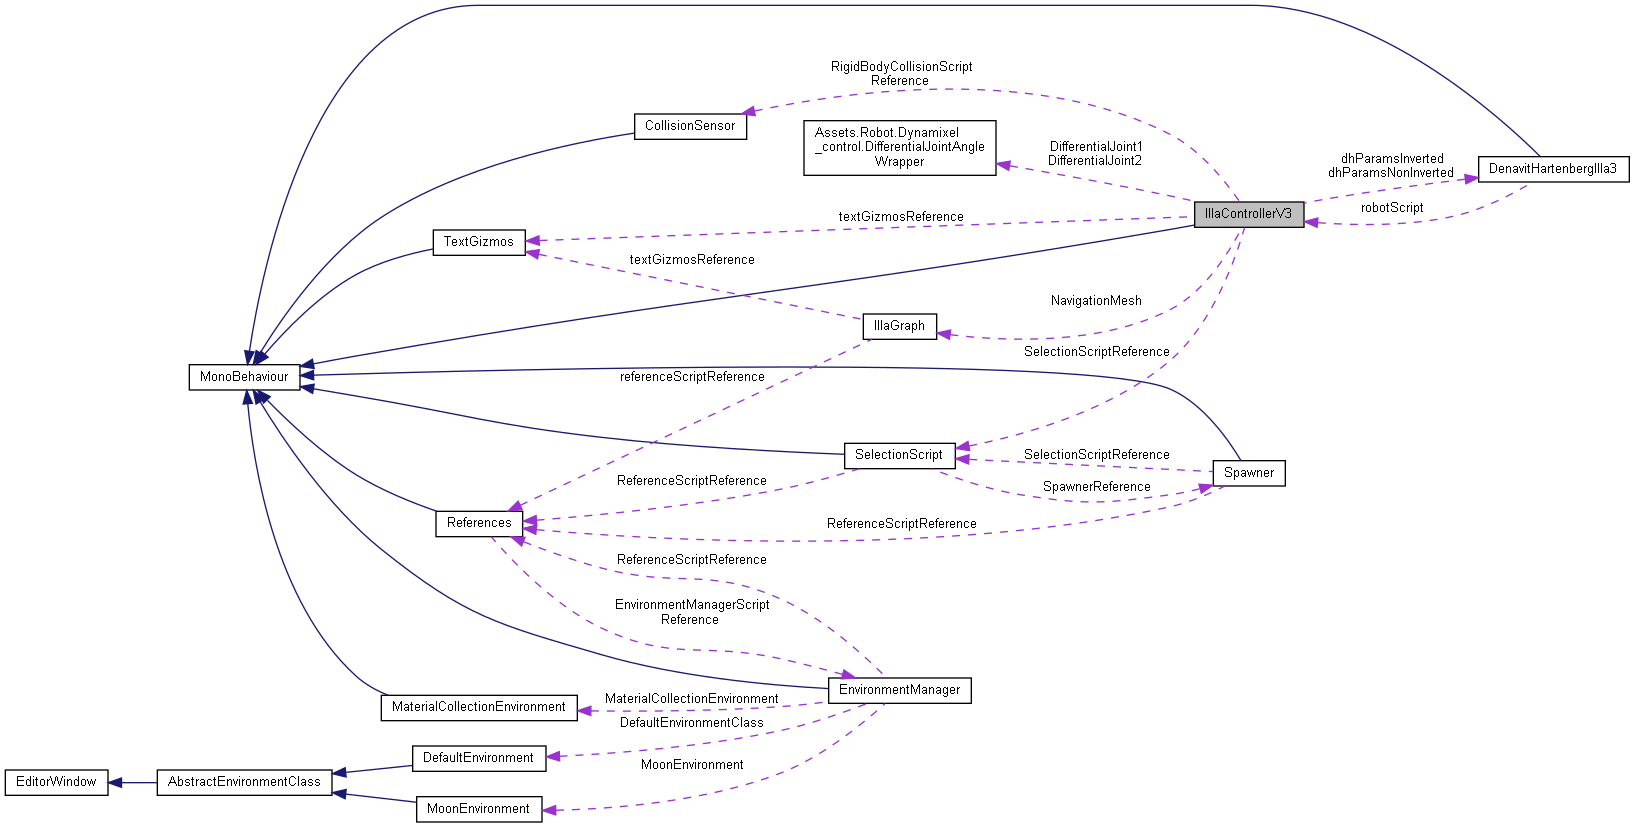 RigidBodyCollisionScript
Reference
CollisionSensor
Assets.Robot.Dynamixel
_control.DifferentialJointAngle
Wrapper
DifferentialJoint1
DifferentialJoint2
dhParamsInverted
dhParamsNonInverted
DenavitHartenbergIlla3
robotScript
IllaControllerV3
textGizmosReference
TextGizmos
textGizmosReference
NavigationMesh
IllaGraph
SelectionScriptReference
MonoBehaviour
referenceScriptReference
SelectionScript
SelectionScriptReference
Spawner
ReferenceScriptReference
SpawnerReference
References
ReferenceScriptReference
ReferenceScriptReference
EnvironmentManagerScript
Reference
EnvironmentManager
MaterialCollectionEnvironment
MaterialCollectionEnvironment
DefaultEnvironmentClass
DefaultEnvironment
MoonEnvironment
EditorWindow
AbstractEnvironmentClass
MoonEnvironment